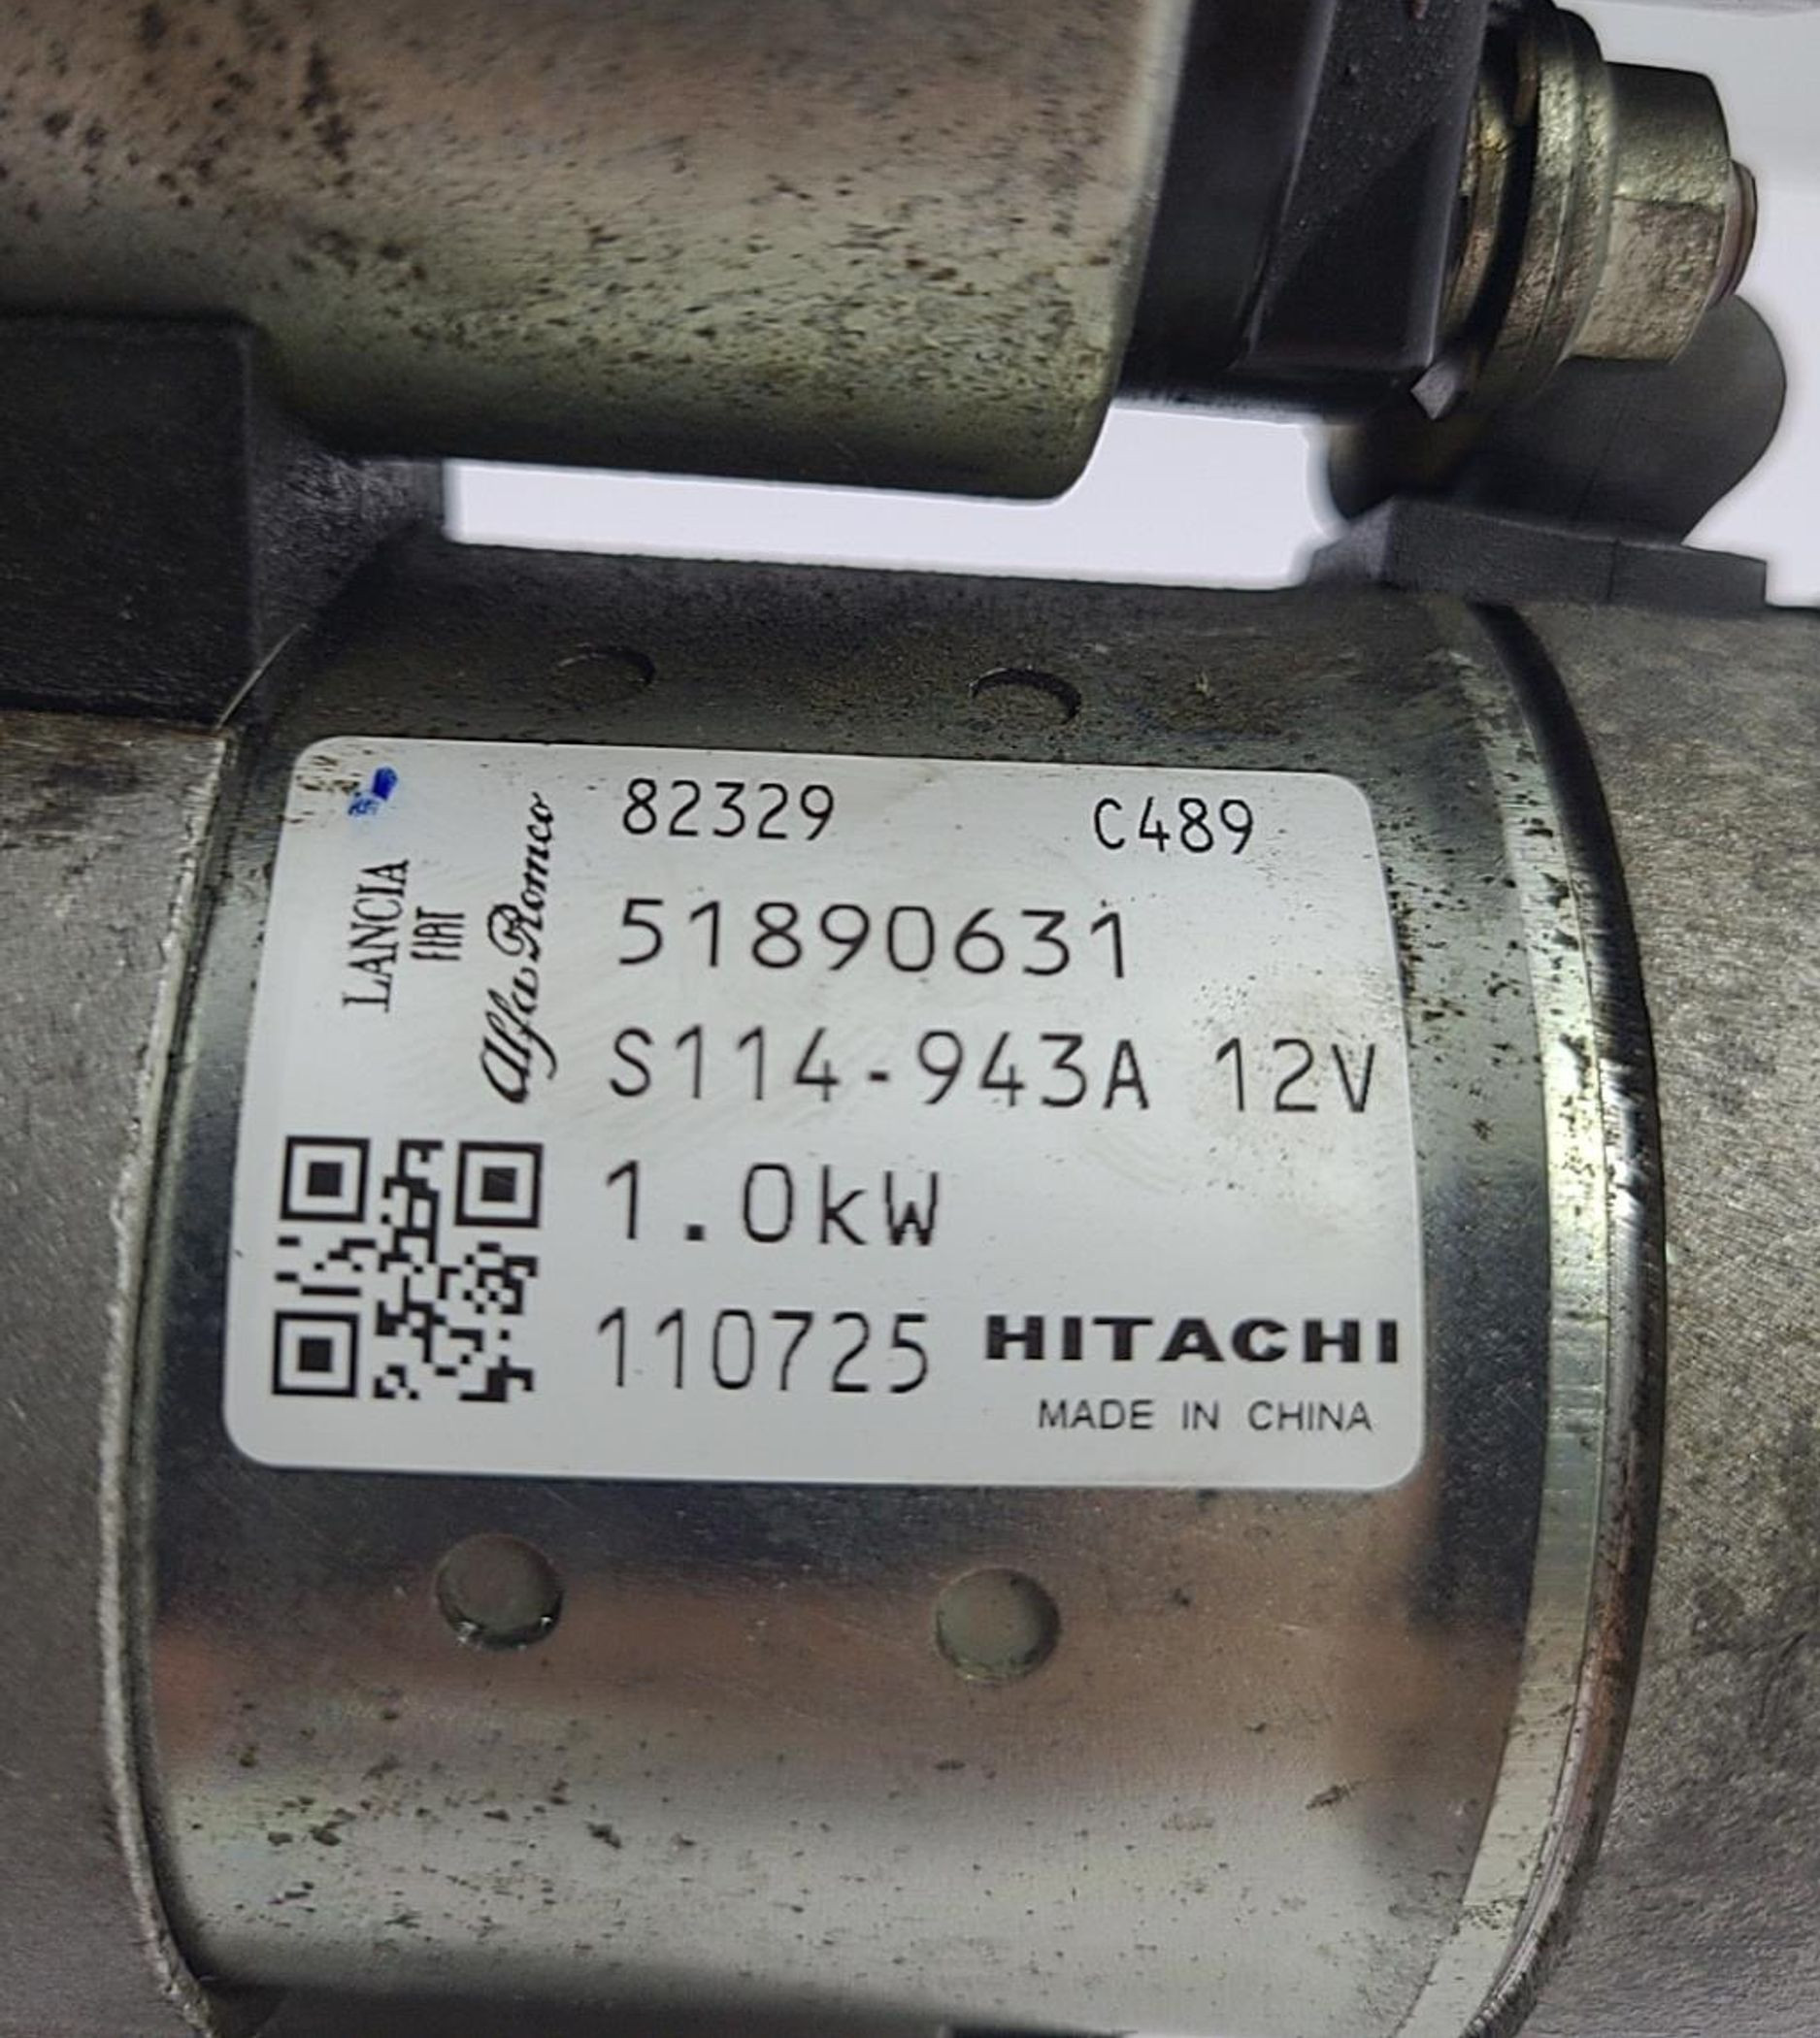 82329 C489
LANCIA
FIAT
Alfa Romeo
51890631
S114-943A 12V
1.0kW
110725 HITACHI
MADE IN CHINA